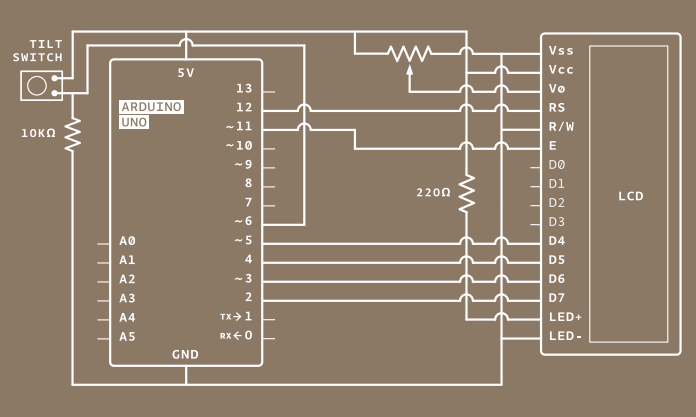 TILT
SWITCH
10KΩ
5V
ARDUINO
UNO
13
12
~11
~10
~9
8
7
~6
~5
4
~3
2
TX→1
RX←0
A0
A1
A2
A3
A4
A5
GND
220Ω
Vss
Vcc
Vø
RS
R/W
E
D0
D1
D2
D3
D4
D5
D6
D7
LED+
LED-
LCD